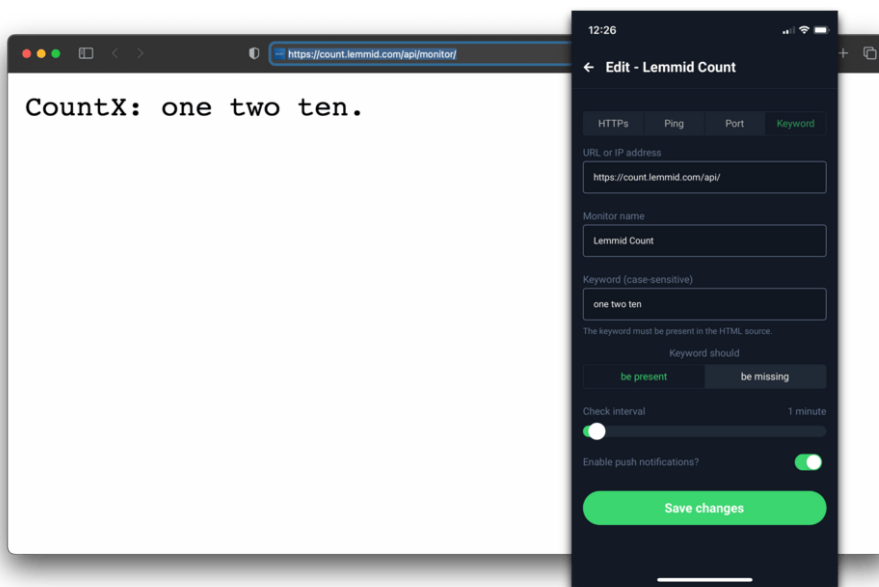 https://count.lemmid.com/api/monitor/
CountX: one two ten.
12:26
Edit - Lemmid Count
HTTPs Ping Port Keyword
URL or IP address
https://count.lemmid.com/api/
Monitor name
Lemmid Count
Keyword (case-sensitive)
one two ten
The keyword must be present in the HTML source.
Keyword should
be present be missing
Check interval 1 minute
Enable push notifications?
Save changes